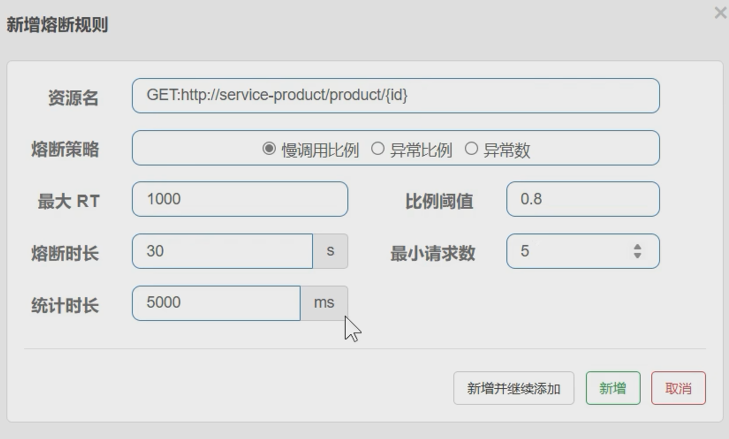 新增熔断规则
×
资源名 GET:http://service-product/product/{id}
熔断策略 慢调用比例 异常比例 异常数
最大 RT 1000 比例阈值 0.8
熔断时长 30 s 最小请求数 5
统计时长 5000 ms
新增并继续添加 新增 取消